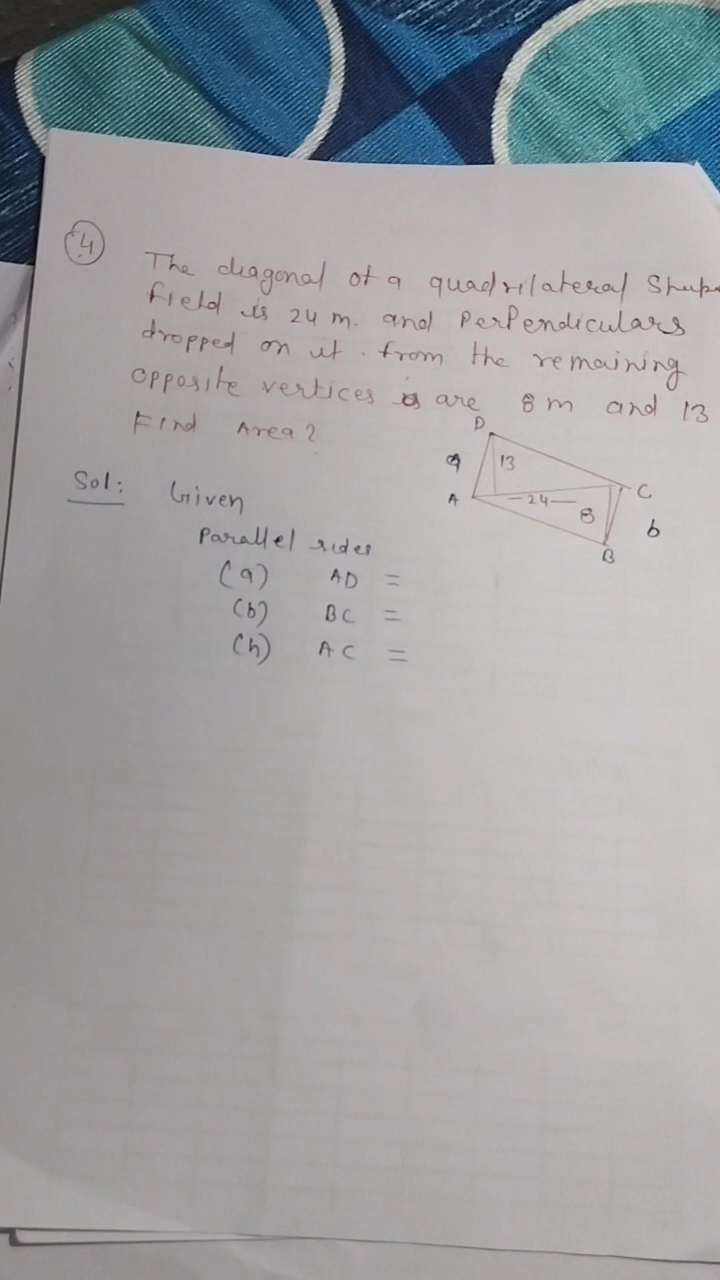 4
The diagonal of a quadrilateral Shape
field is 24 m. and Perpendiculars
dropped on it from the remaining
opposite vertices are 8 m and 13
Find Area?
D
a 13
A -24- 8 C
b
B
Sol: Given
Parallel sides
(a) AD =
(b) BC =
(h) AC =